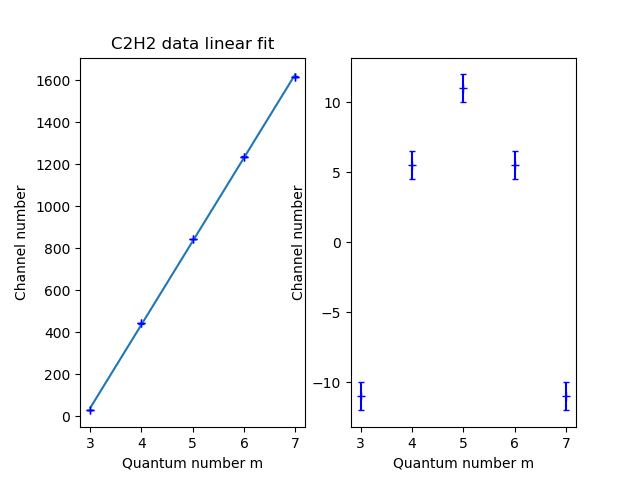 C2H2 data linear fit
Channel number
1600
1400
1200
1000
800
600
400
200
0
3 4 5 6 7
Quantum number m
Channel number
10
5
0
−5
−10
3 4 5 6 7
Quantum number m